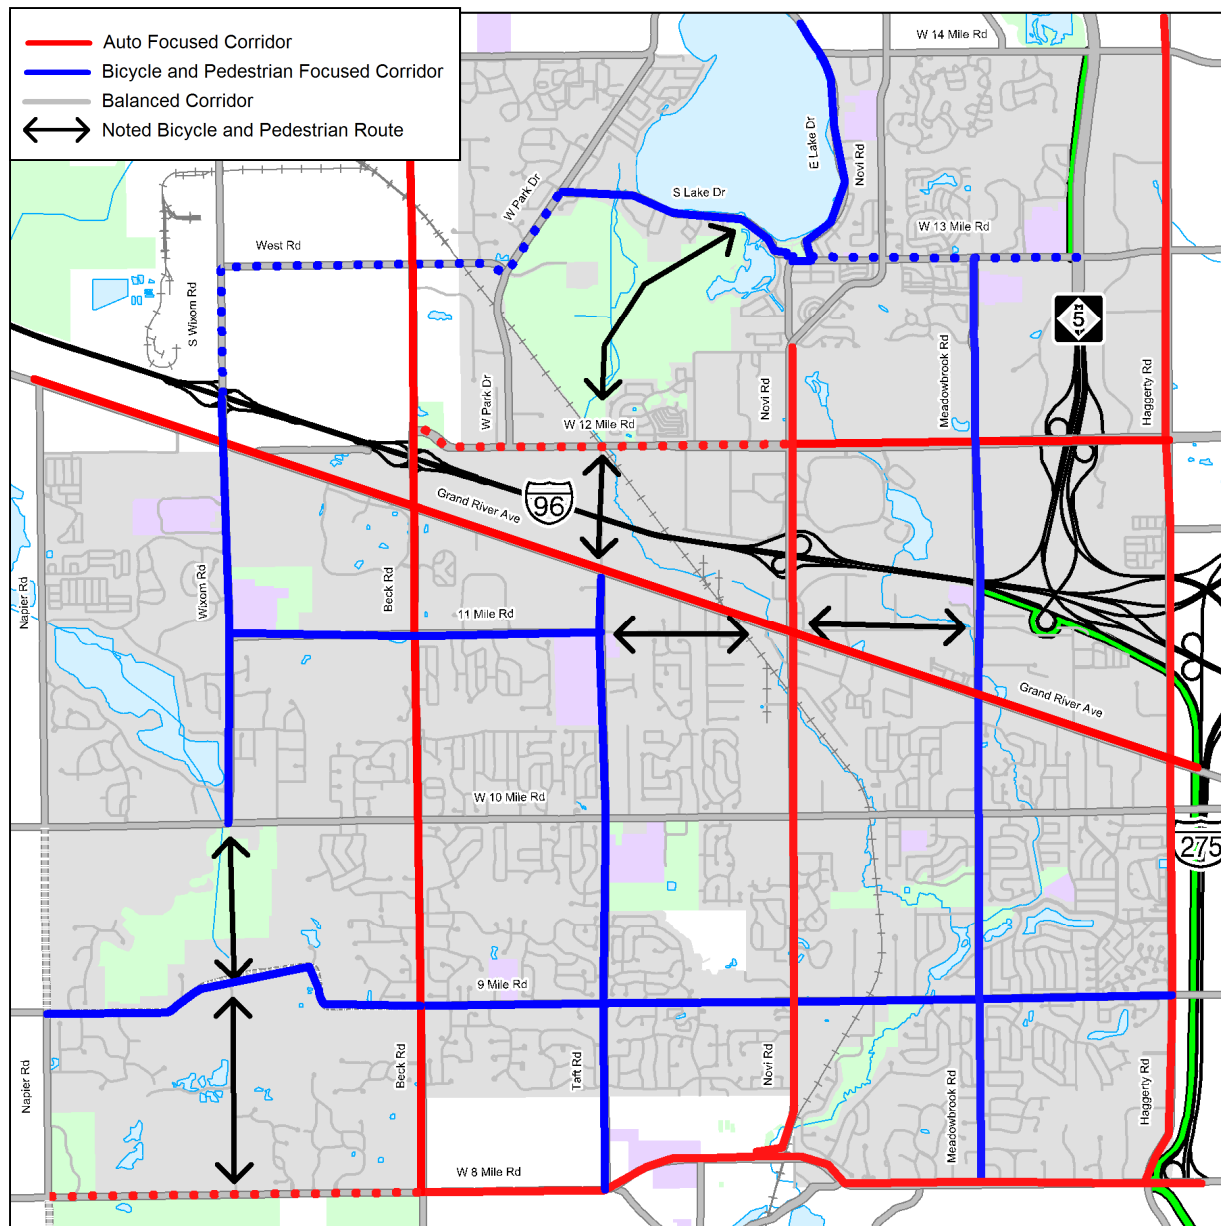 Auto Focused Corridor
Bicycle and Pedestrian Focused Corridor
Balanced Corridor
Noted Bicycle and Pedestrian Route
W 14 Mile Rd
E Lake Dr
Novi Rd
W Park Dr
S Lake Dr
W 13 Mile Rd
West Rd
S Wixom Rd
M
5
W Park Dr
Novi Rd
Meadowbrook Rd
Haggerty Rd
W 12 Mile Rd
Grand River Ave
96
Napier Rd
Wixom Rd
Beck Rd
11 Mile Rd
Grand River Ave
W 10 Mile Rd
275
9 Mile Rd
Napier Rd
Beck Rd
Taft Rd
Novi Rd
Meadowbrook Rd
Haggerty Rd
W 8 Mile Rd